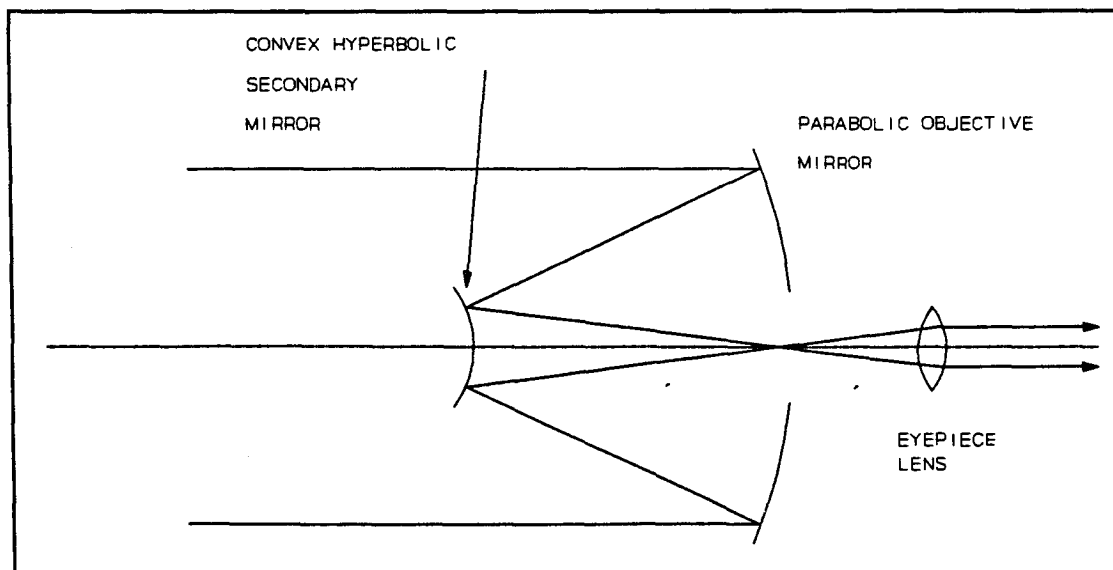 CONVEX HYPERBOLIC
SECONDARY
MIRROR
PARABOLIC OBJECTIVE
MIRROR
EYEPIECE
LENS